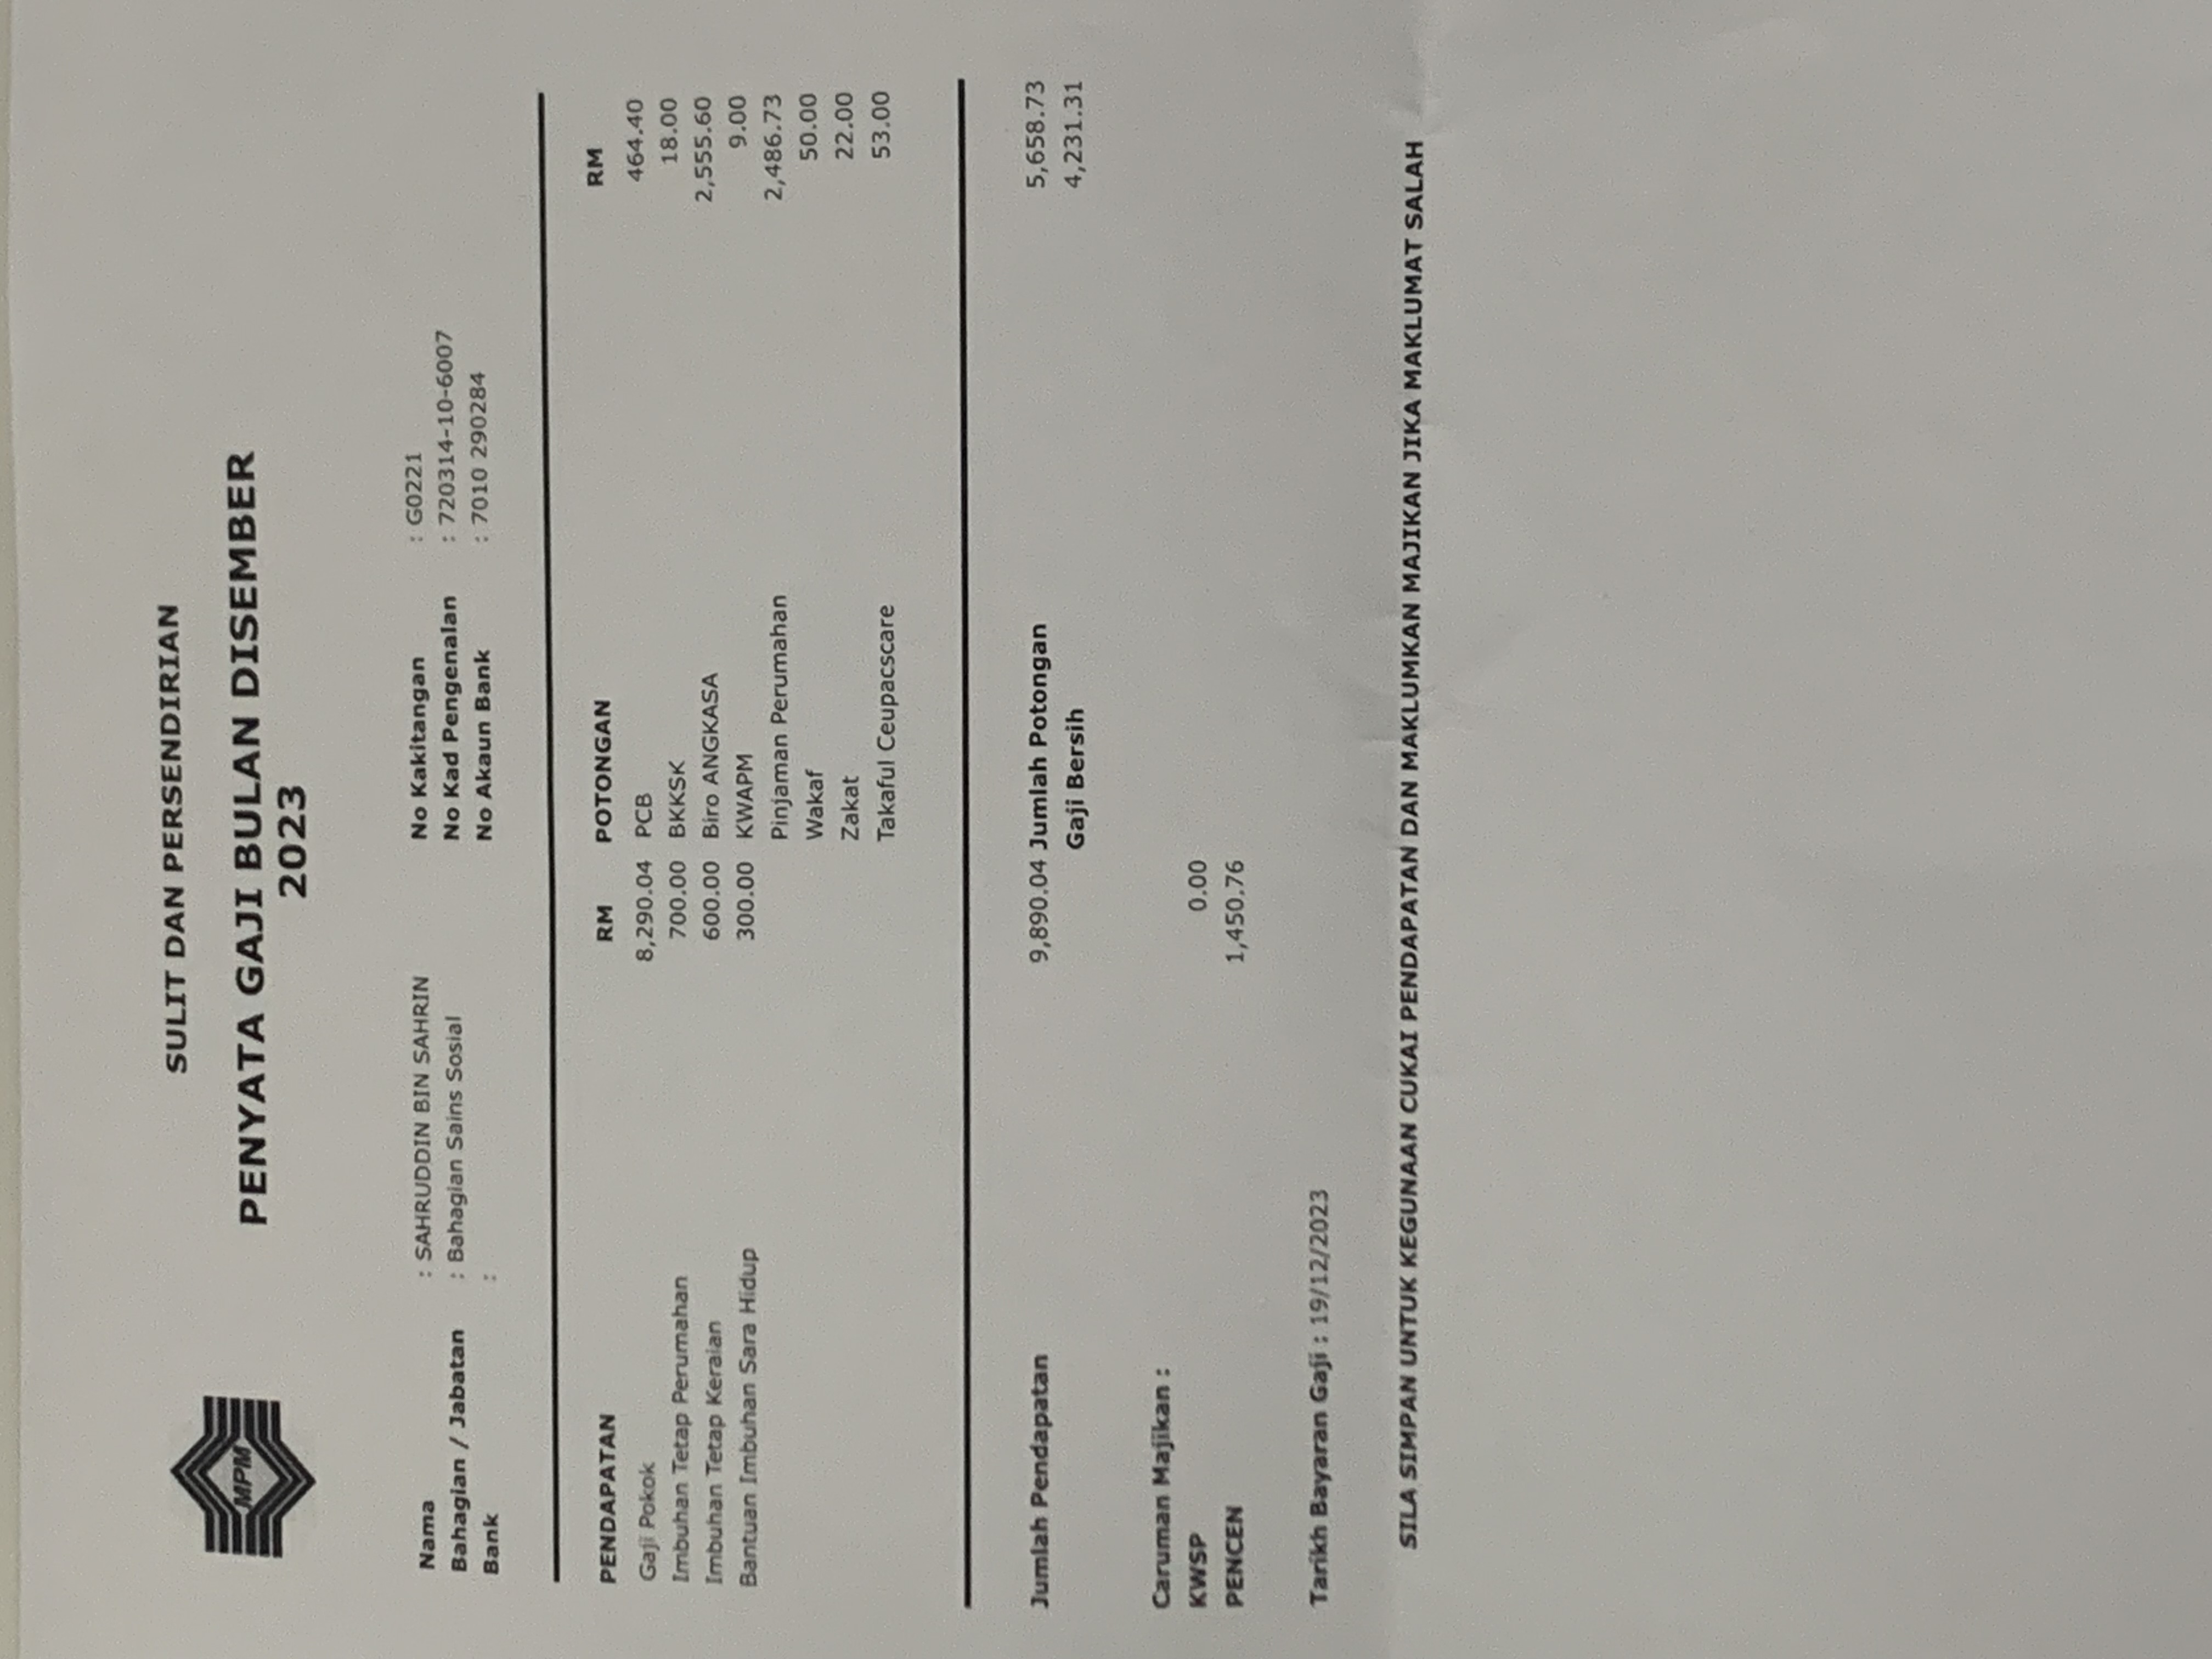 MPM
SULIT DAN PERSENDIRIAN
PENYATA GAJI BULAN DISEMBER
2023
Nama : SAHRUDDIN BIN SAHRIN No Kakitangan : G0221
Bahagian / Jabatan : Bahagian Sains Sosial No Kad Pengenalan : 720314-10-6007
Bank : No Akaun Bank : 7010 290284
PENDAPATAN RM POTONGAN RM
Gaji Pokok 8,290.04 PCB 464.40
Imbuhan Tetap Perumahan 700.00 BKKSK 18.00
Imbuhan Tetap Keraian 600.00 Biro ANGKASA 2,555.60
Bantuan Imbuhan Sara Hidup 300.00 KWAPM 9.00
Pinjaman Perumahan 2,486.73
Wakaf 50.00
Zakat 22.00
Takaful Ceupacscare 53.00
Jumlah Pendapatan 9,890.04 Jumlah Potongan 5,658.73
Gaji Bersih 4,231.31
Caruman Majikan :
KWSP 0.00
PENCEN 1,450.76
Tarikh Bayaran Gaji : 19/12/2023
SILA SIMPAN UNTUK KEGUNAAN CUKAI PENDAPATAN DAN MAKLUMKAN MAJIKAN JIKA MAKLUMAT SALAH